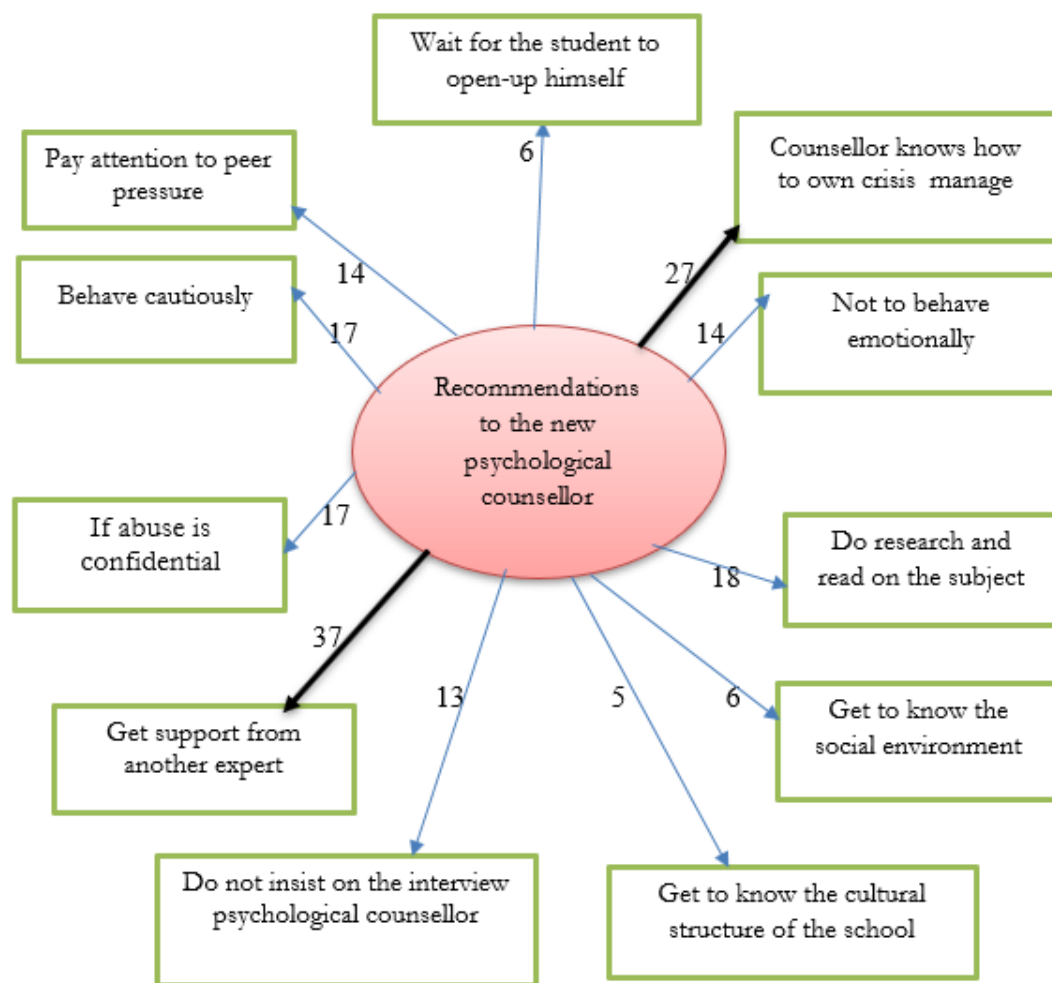 Wait for the student to
open-up himself
6
Pay attention to peer
pressure
14
Counsellor knows how
to own crisis  manage
27
Behave cautiously
17
Not to behave
emotionally
14
Recommendations
to the new
psychological
counsellor
If abuse is
confidential
17
Do research and
read on the subject
18
Get support from
another expert
37
Get to know the
social environment
6
Do not insist on the interview
psychological counsellor
13
Get to know the cultural
structure of the school
5